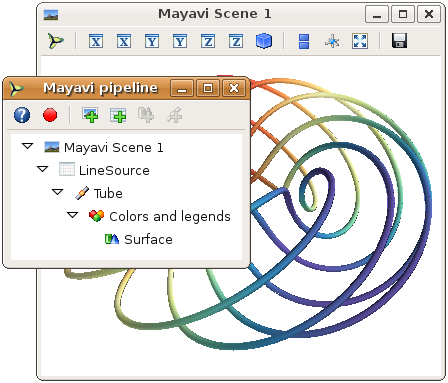 Mayavi Scene 1
X X Y Y Z Z
Mayavi pipeline
?
Mayavi Scene 1
LineSource
Tube
Colors and legends
Surface